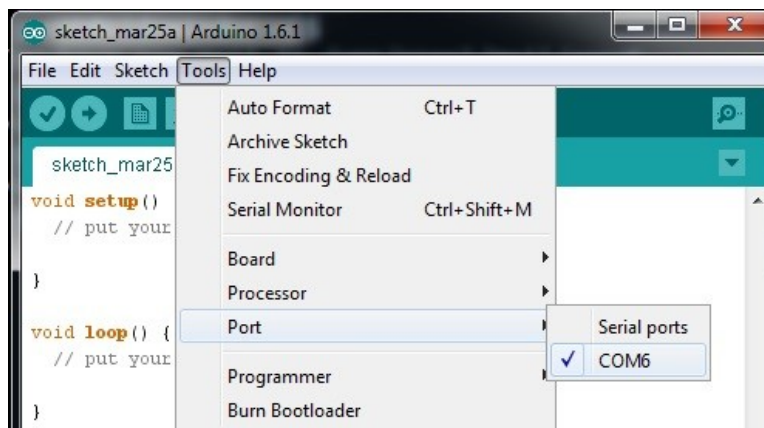 sketch_mar25a | Arduino 1.6.1
File Edit Sketch Tools Help
Auto Format Ctrl+T
Archive Sketch
sketch_mar25
Fix Encoding & Reload
void setup()
Serial Monitor Ctrl+Shift+M
// put your
Board
}
Processor
void loop() {
Port
Serial ports
// put your
COM6
Programmer
}
Burn Bootloader